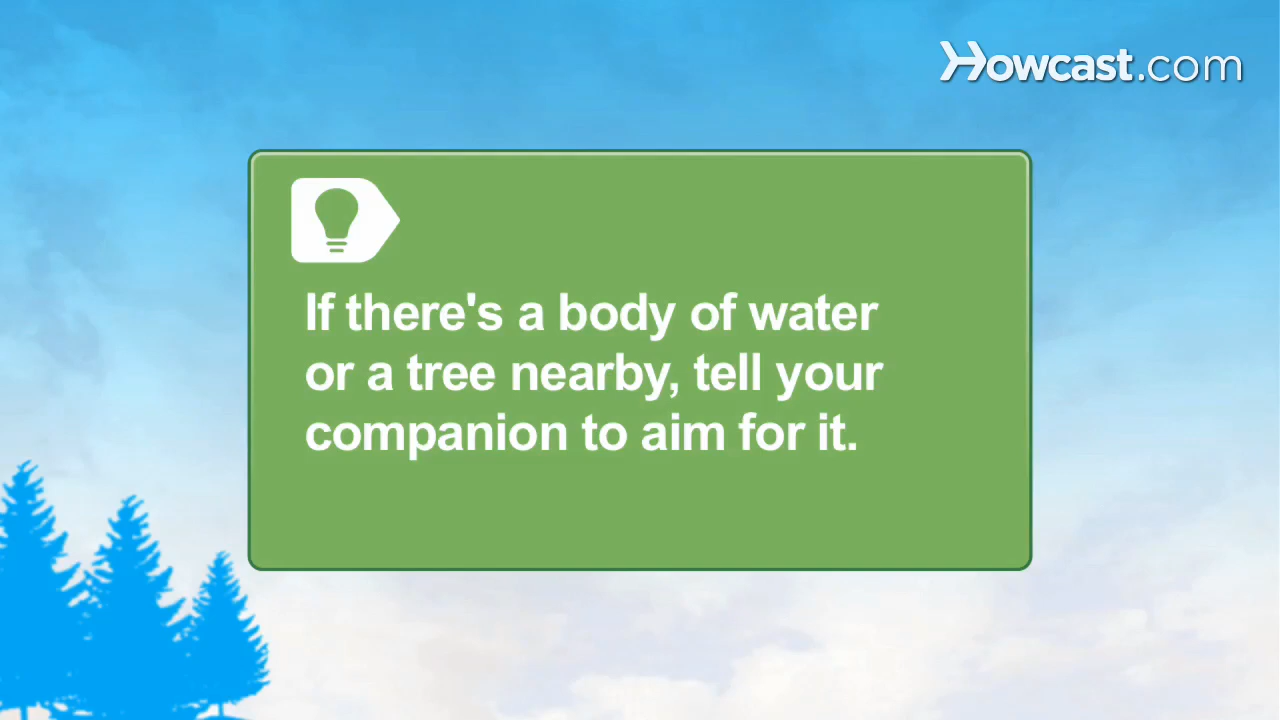 Howcast.com
If there's a body of water
or a tree nearby, tell your
companion to aim for it.